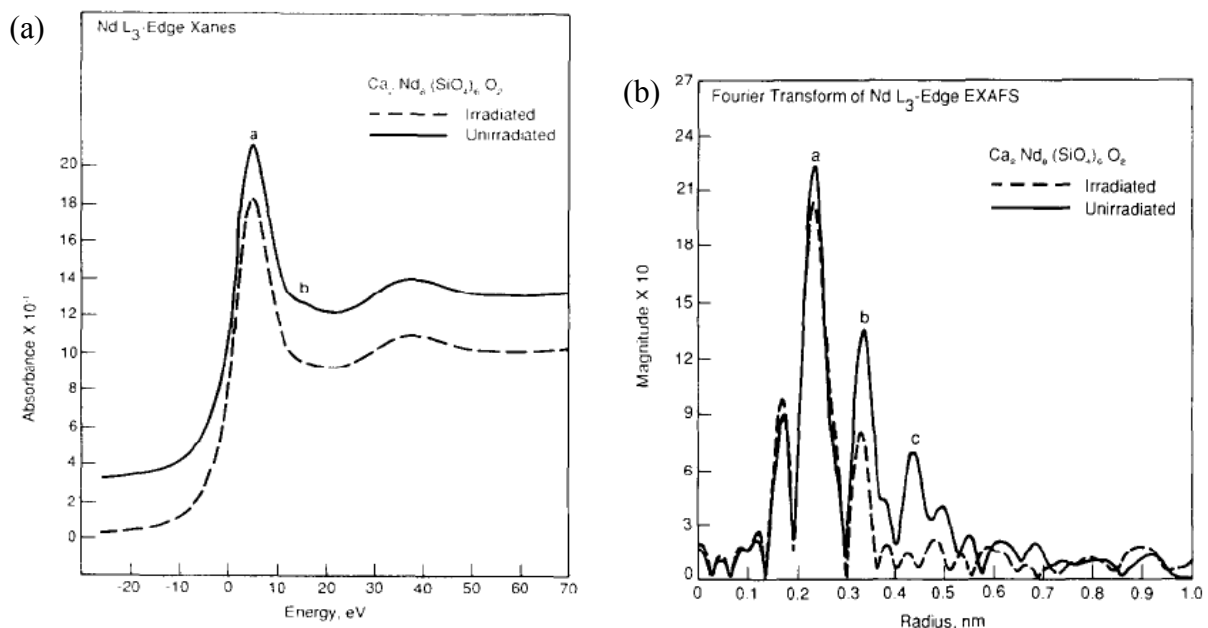 (a)
Nd L₃-Edge Xanes
Ca₂ Nd₈ (SiO₄)₆ O₂
Irradiated
Unirradiated
a
b
Absorbance X 10⁻¹
20
18
16
14
12
10
8
6
4
2
0
-20 -10 0 10 20 30 40 50 60 70
Energy, eV
(b)
Fourier Transform of Nd L₃-Edge EXAFS
Ca₂ Nd₈ (SiO₄)₆ O₂
Irradiated
Unirradiated
a
b
c
Magnitude X 10
27
24
21
18
15
9
6
3
0
0 0.1 0.2 0.3 0.4 0.5 0.6 0.7 0.8 0.9 1.0
Radius, nm